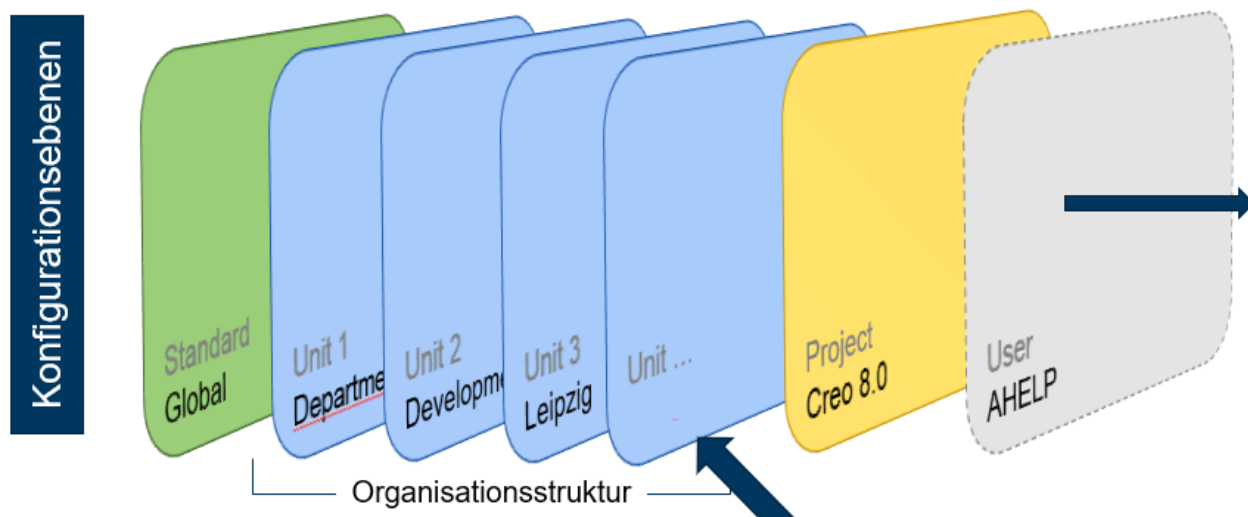 Konfigurationsebenen
Standard
Global
Unit 1
Departme
Unit 2
Developme
Unit 3
Leipzig
Unit ...
Project
Creo 8.0
User
AHELP
Organisationsstruktur